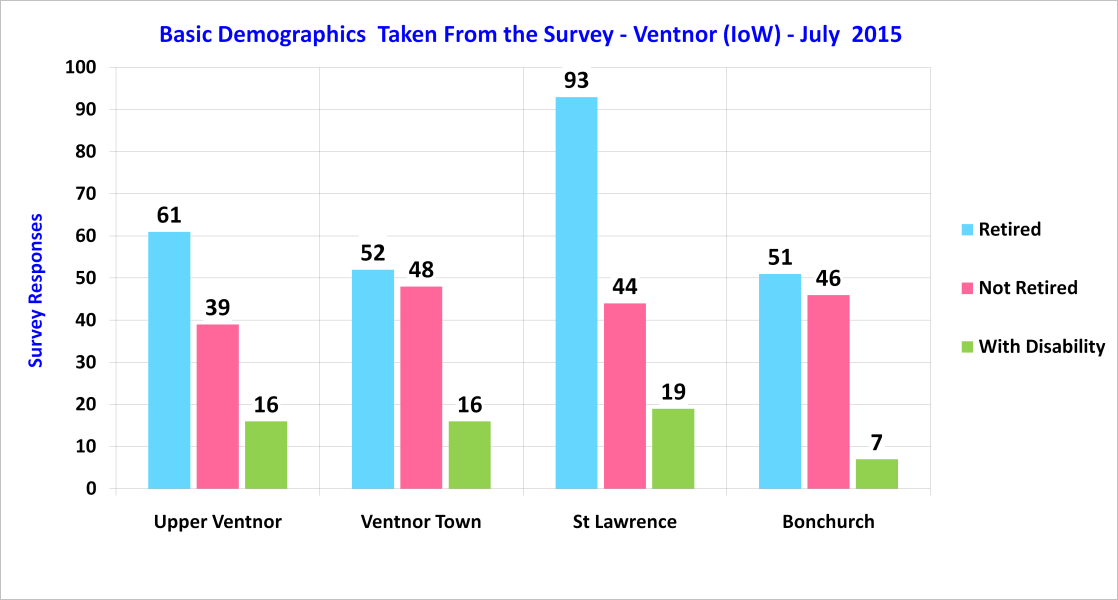 Basic Demographics  Taken From the Survey - Ventnor (IoW) - July  2015
100
90
80
70
60
50
40
30
20
10
0
Survey Responses
61
39
16
52
48
16
93
44
19
51
46
7
Upper Ventnor
Ventnor Town
St Lawrence
Bonchurch
Retired
Not Retired
With Disability